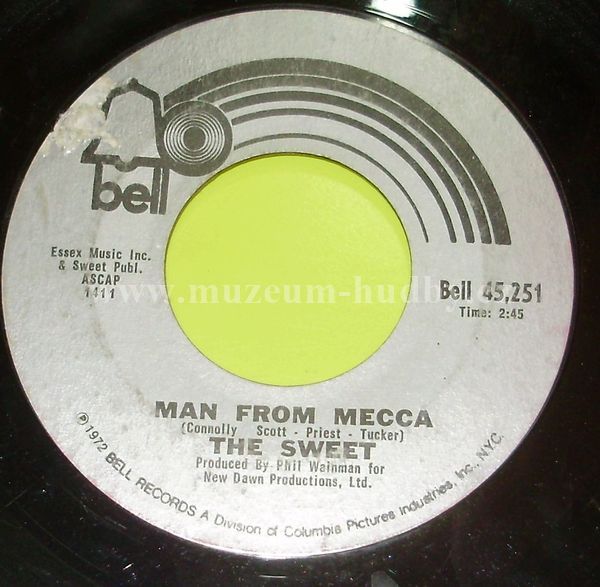 bell
Essex Music Inc.
& Sweet Publ.
ASCAP
1411
Bell 45,251
Time: 2:45
www.muzeum-hudby.cz
MAN FROM MECCA
(Connolly Scott - Priest - Tucker)
THE SWEET
Produced By Phil Wainman for
New Dawn Productions, Ltd.
℗ 1972 BELL RECORDS A Division of Columbia Pictures Industries, Inc., N.Y.C.